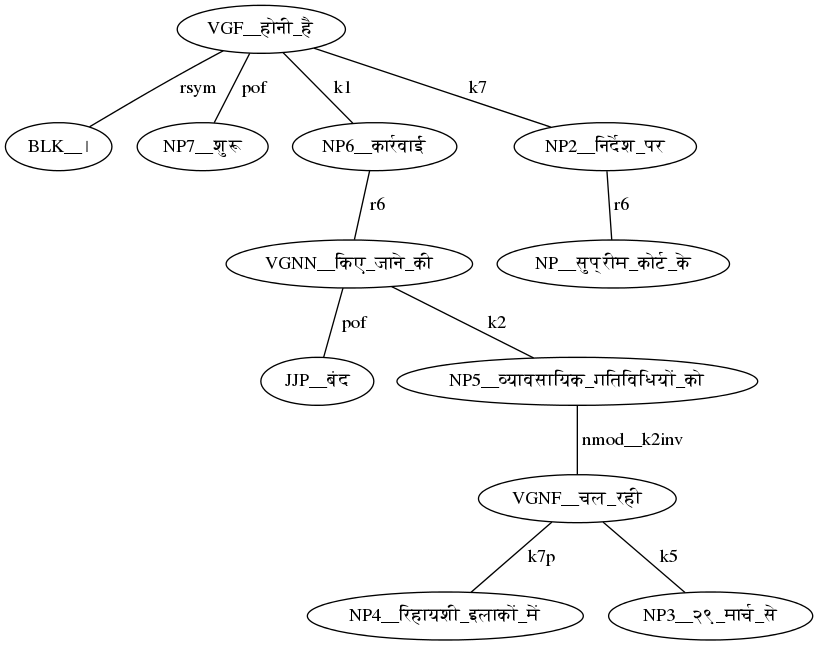 VGF__होनी_है
rsym
pof
k1
k7
BLK__।
NP7__शुरू
NP6__कार्रवाई
NP2__निर्देश_पर
r6
r6
VGNN__किए_जाने_की
NP__सुप्रीम_कोर्ट_के
pof
k2
JJP__बंद
NP5__व्यावसायिक_गतिविधियों_को
nmod__k2inv
VGNF__चल_रही
k7p
k5
NP4__रिहायशी_इलाकों_में
NP3__२९_मार्च_से